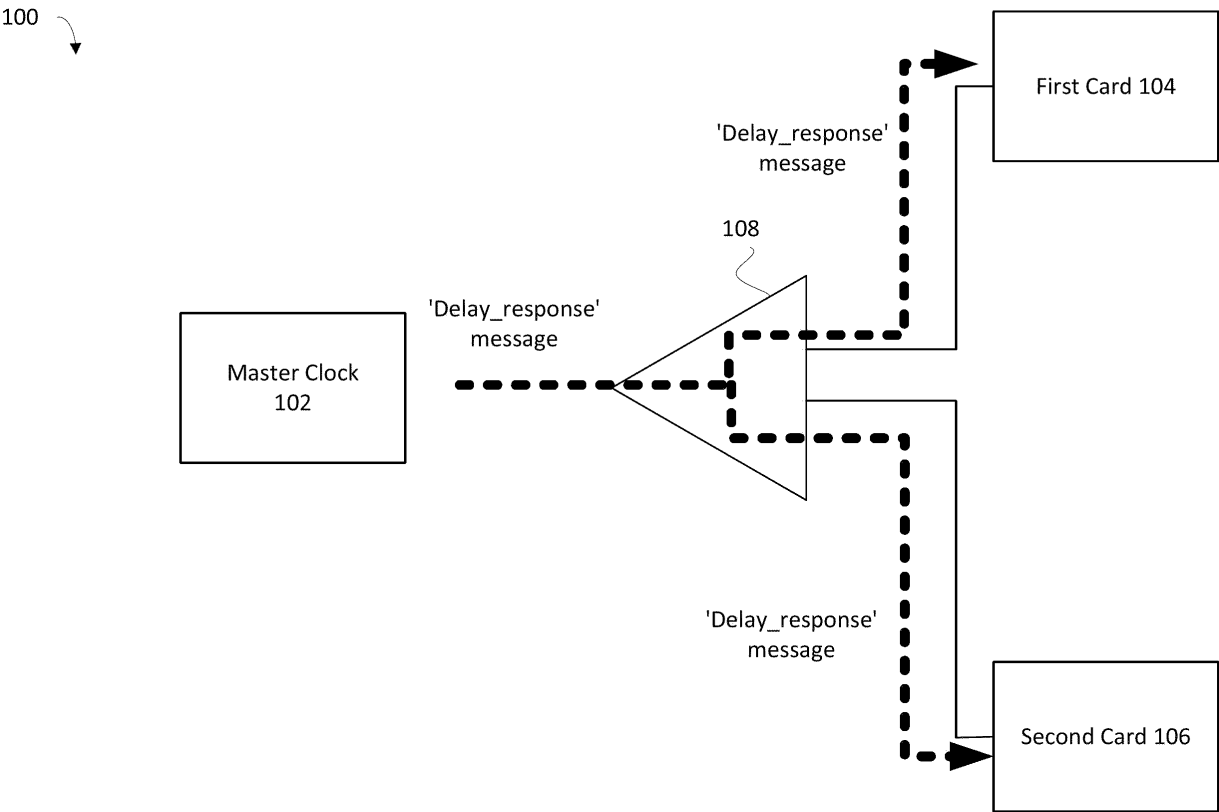 100
First Card 104
'Delay_response'
message
108
'Delay_response'
message
Master Clock
102
'Delay_response'
message
Second Card 106